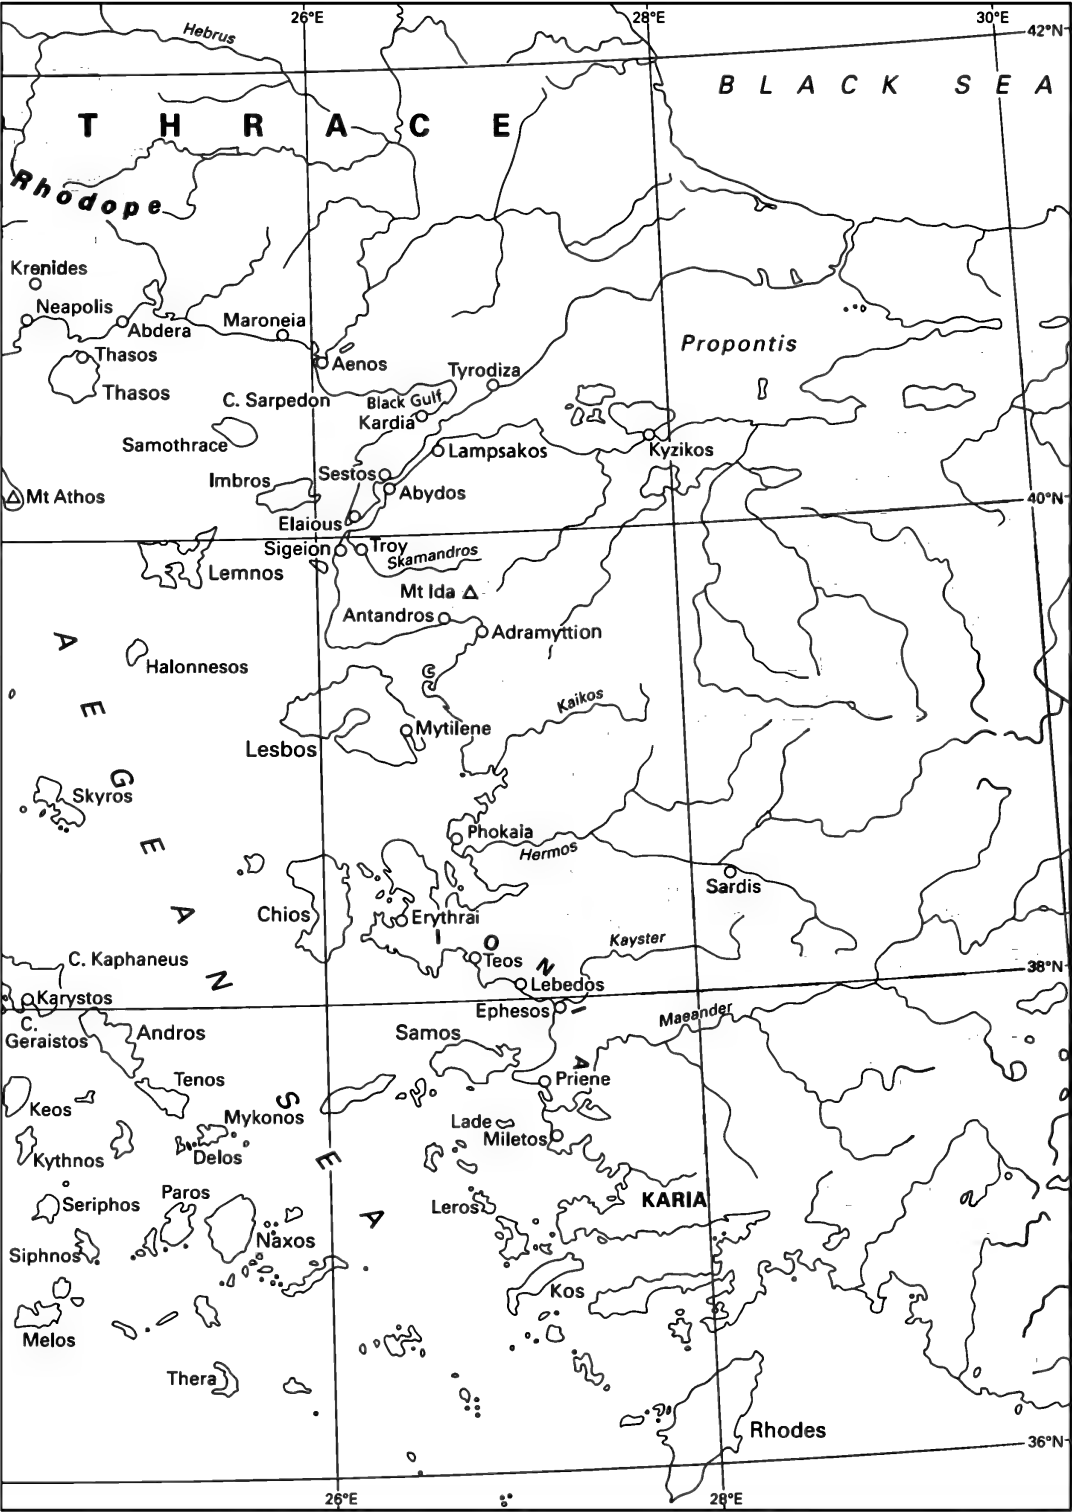 26°E
28°E
30°E
42°N
Hebrus
BLACK SEA
THRACE
Rhodope
Krenides
Neapolis
Abdera
Maroneia
Thasos
Aenos
Propontis
Thasos
Tyrodiza
C. Sarpedon
Black Gulf
Kardia
Samothrace
Lampsakos
Kyzikos
Imbros
Sestos
Abydos
Mt Athos
40°N
Elaious
Sigeion
Troy
Skamandros
Lemnos
Mt Ida
Antandros
Adramyttion
Halonnesos
Kaikos
Mytilene
Lesbos
Skyros
Phokaia
Hermos
Sardis
Chios
Erythrai
AEGEAN SEA
IONIA
Kayster
C. Kaphaneus
Teos
38°N
Lebedos
Karystos
Ephesos
C.
Geraistos
Andros
Samos
Maeander
Tenos
Priene
Keos
Mykonos
Lade
Miletos
Kythnos
Delos
Paros
Seriphos
Leros
KARIA
Naxos
Siphnos
Kos
Melos
Thera
Rhodes
36°N
26°E
28°E